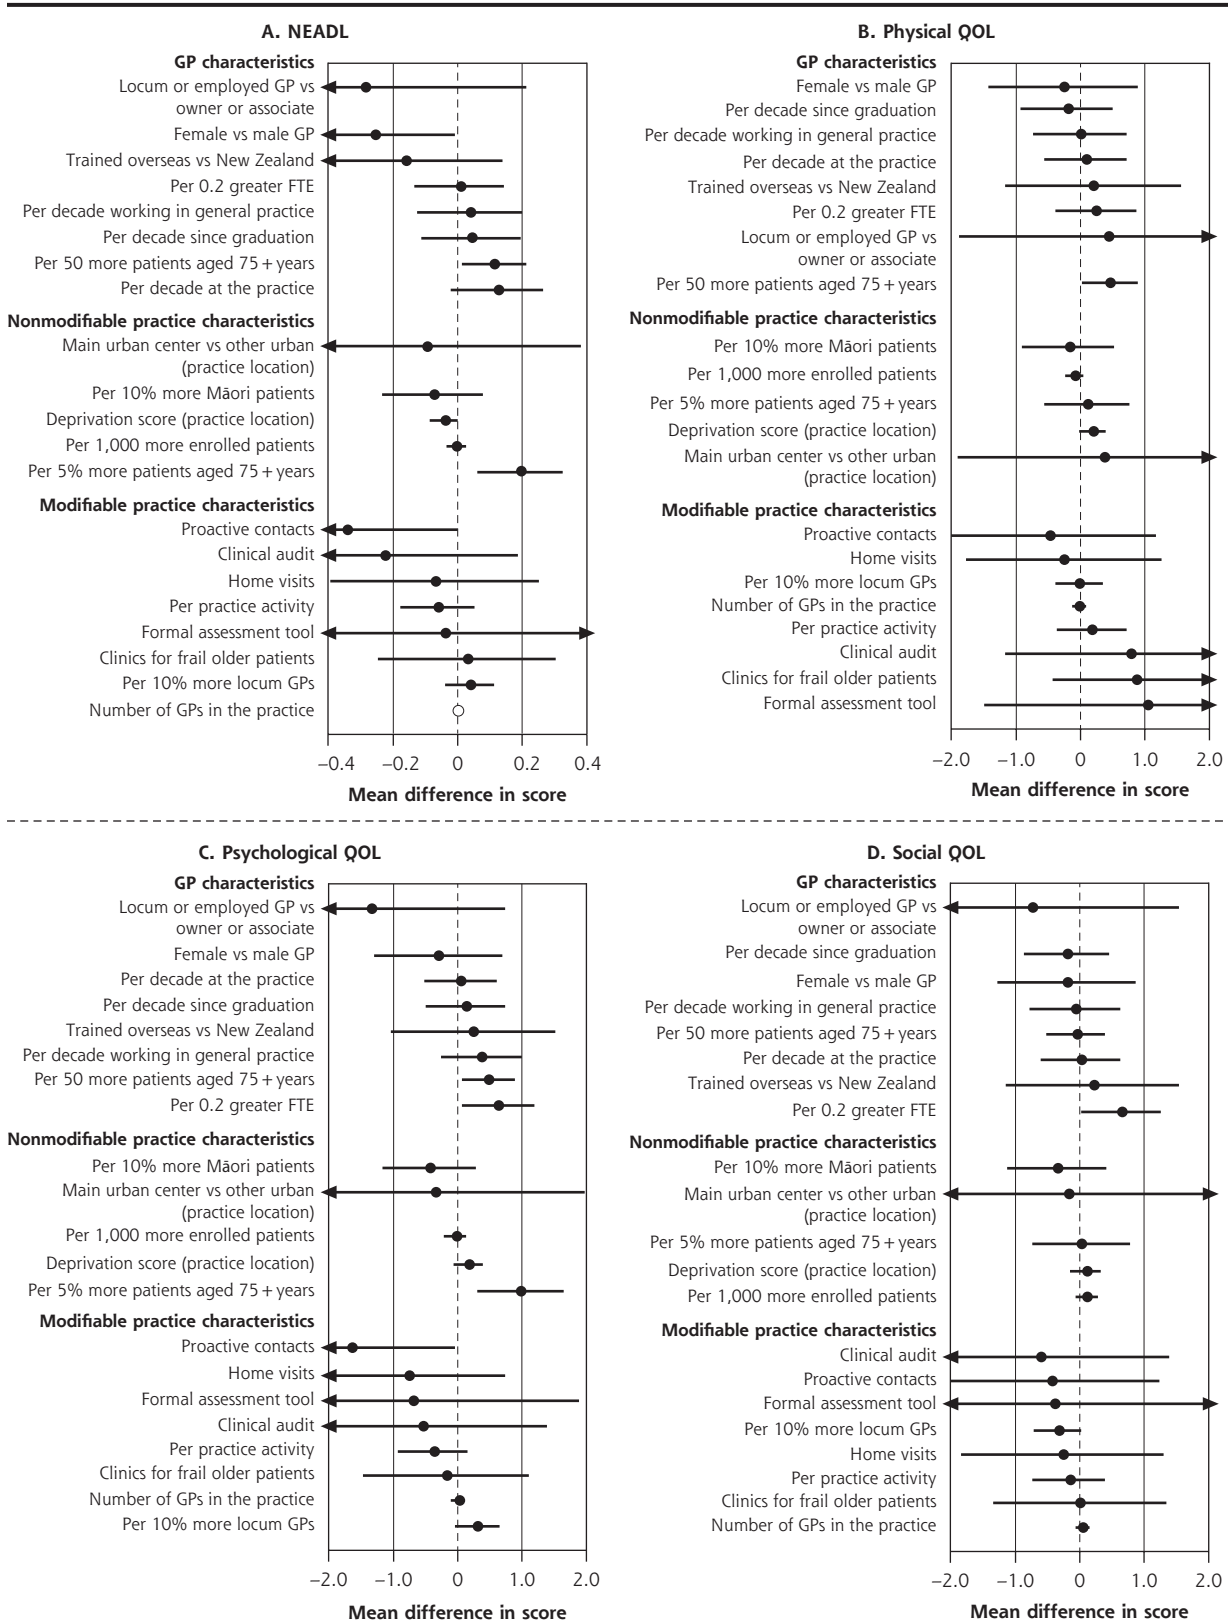 A. NEADL
GP characteristics
Locum or employed GP vs
owner or associate
Female vs male GP
Trained overseas vs New Zealand
Per 0.2 greater FTE
Per decade working in general practice
Per decade since graduation
Per 50 more patients aged 75+years
Per decade at the practice
Nonmodifiable practice characteristics
Main urban center vs other urban
(practice location)
Per 10% more Māori patients
Deprivation score (practice location)
Per 1,000 more enrolled patients
Per 5% more patients aged 75+years
Modifiable practice characteristics
Proactive contacts
Clinical audit
Home visits
Per practice activity
Formal assessment tool
Clinics for frail older patients
Per 10% more locum GPs
Number of GPs in the practice
−0.4 −0.2 0 0.2 0.4
Mean difference in score
B. Physical QOL
GP characteristics
Female vs male GP
Per decade since graduation
Per decade working in general practice
Per decade at the practice
Trained overseas vs New Zealand
Per 0.2 greater FTE
Locum or employed GP vs
owner or associate
Per 50 more patients aged 75+years
Nonmodifiable practice characteristics
Per 10% more Māori patients
Per 1,000 more enrolled patients
Per 5% more patients aged 75+years
Deprivation score (practice location)
Main urban center vs other urban
(practice location)
Modifiable practice characteristics
Proactive contacts
Home visits
Per 10% more locum GPs
Number of GPs in the practice
Per practice activity
Clinical audit
Clinics for frail older patients
Formal assessment tool
−2.0 −1.0 0 1.0 2.0
Mean difference in score
C. Psychological QOL
GP characteristics
Locum or employed GP vs
owner or associate
Female vs male GP
Per decade at the practice
Per decade since graduation
Trained overseas vs New Zealand
Per decade working in general practice
Per 50 more patients aged 75+years
Per 0.2 greater FTE
Nonmodifiable practice characteristics
Per 10% more Māori patients
Main urban center vs other urban
(practice location)
Per 1,000 more enrolled patients
Deprivation score (practice location)
Per 5% more patients aged 75+years
Modifiable practice characteristics
Proactive contacts
Home visits
Formal assessment tool
Clinical audit
Per practice activity
Clinics for frail older patients
Number of GPs in the practice
Per 10% more locum GPs
−2.0 −1.0 0 1.0 2.0
Mean difference in score
D. Social QOL
GP characteristics
Locum or employed GP vs
owner or associate
Per decade since graduation
Female vs male GP
Per decade working in general practice
Per 50 more patients aged 75+years
Per decade at the practice
Trained overseas vs New Zealand
Per 0.2 greater FTE
Nonmodifiable practice characteristics
Per 10% more Māori patients
Main urban center vs other urban
(practice location)
Per 5% more patients aged 75+years
Deprivation score (practice location)
Per 1,000 more enrolled patients
Modifiable practice characteristics
Clinical audit
Proactive contacts
Formal assessment tool
Per 10% more locum GPs
Home visits
Per practice activity
Clinics for frail older patients
Number of GPs in the practice
−2.0 −1.0 0 1.0 2.0
Mean difference in score